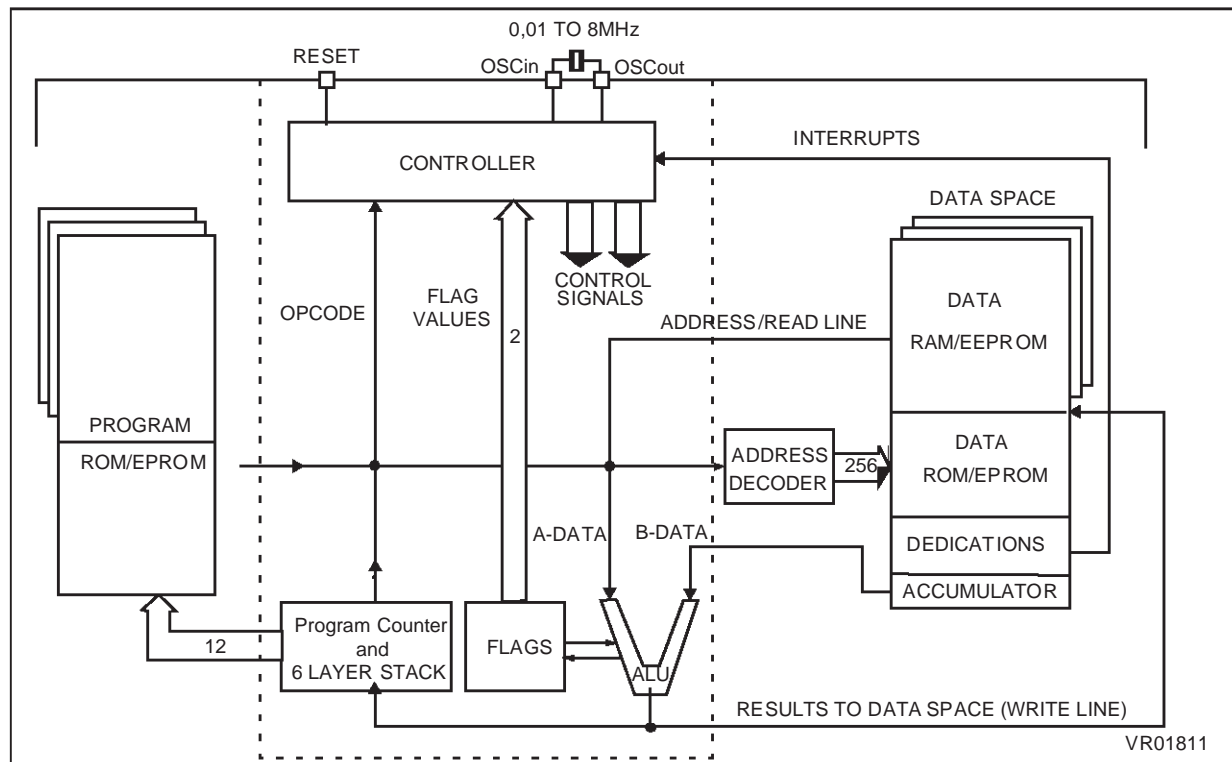 0,01 TO 8MHz
RESET
OSCin
OSCout
INTERRUPTS
CONTROLLER
DATA SPACE
CONTROL
SIGNALS
OPCODE
FLAG
VALUES
2
ADDRESS/READ LINE
DATA
RAM/EEPROM
PROGRAM
ROM/EPROM
ADDRESS
DECODER
256
DATA
ROM/EPROM
A-DATA
B-DATA
DEDICATIONS
ACCUMULATOR
12
Program Counter
and
6 LAYER STACK
FLAGS
ALU
RESULTS TO DATA SPACE (WRITE LINE)
VR01811